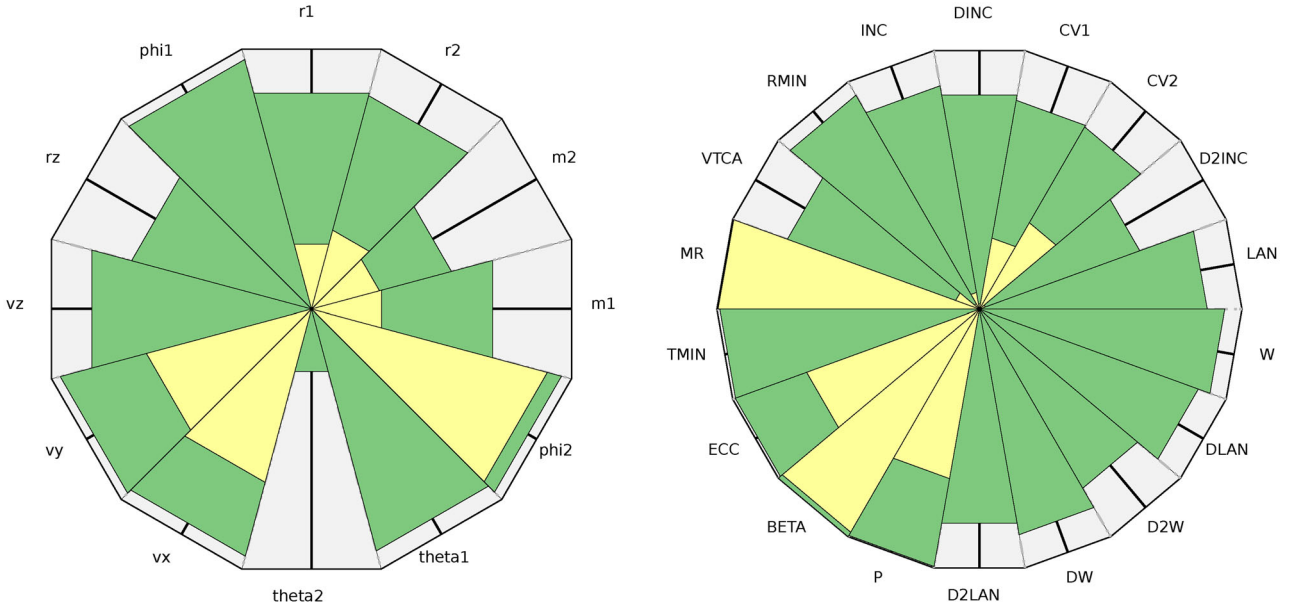 r1
r2
m2
m1
phi2
theta1
theta2
vx
vy
vz
rz
phi1
DINC
CV1
CV2
D2INC
LAN
W
DLAN
D2W
DW
D2LAN
P
BETA
ECC
TMIN
MR
VTCA
RMIN
INC